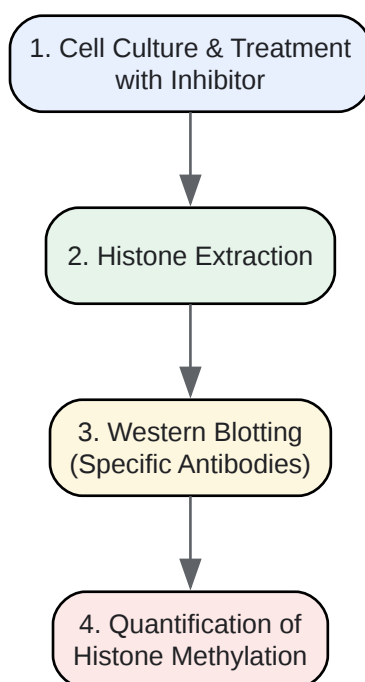 1. Cell Culture & Treatment
with Inhibitor
2. Histone Extraction
3. Western Blotting
(Specific Antibodies)
4. Quantification of
Histone Methylation